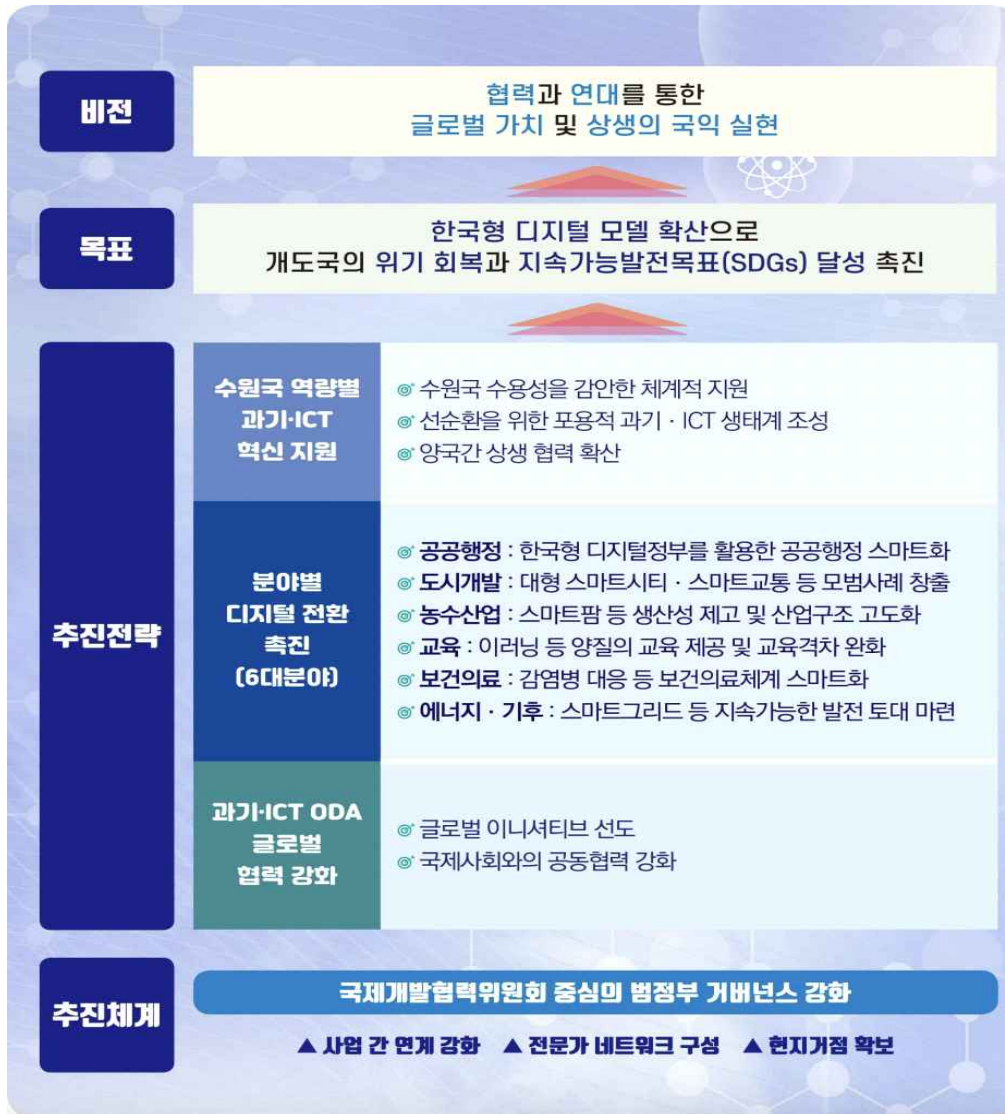 비전
협력과 연대를 통한
글로벌 가치 및 상생의 국익 실현
목표
한국형 디지털 모델 확산으로
개도국의 위기 회복과 지속가능발전목표(SDGs) 달성 촉진
추진전략
수원국 역량별
과기·ICT
혁신 지원
수원국 수용성을 감안한 체계적 지원
선순환을 위한 포용적 과기 · ICT 생태계 조성
양국간 상생 협력 확산
분야별
디지털 전환
촉진
(6대분야)
공공행정 : 한국형 디지털정부를 활용한 공공행정 스마트화
도시개발 : 대형 스마트시티 · 스마트교통 등 모범사례 창출
농수산업 : 스마트팜 등 생산성 제고 및 산업구조 고도화
교육 : 이러닝 등 양질의 교육 제공 및 교육격차 완화
보건의료 : 감염병 대응 등 보건의료체계 스마트화
에너지 · 기후 : 스마트그리드 등 지속가능한 발전 토대 마련
과기·ICT ODA
글로벌
협력 강화
글로벌 이니셔티브 선도
국제사회와의 공동협력 강화
추진체계
국제개발협력위원회 중심의 범정부 거버넌스 강화
▲ 사업 간 연계 강화 ▲ 전문가 네트워크 구성 ▲ 현지거점 확보